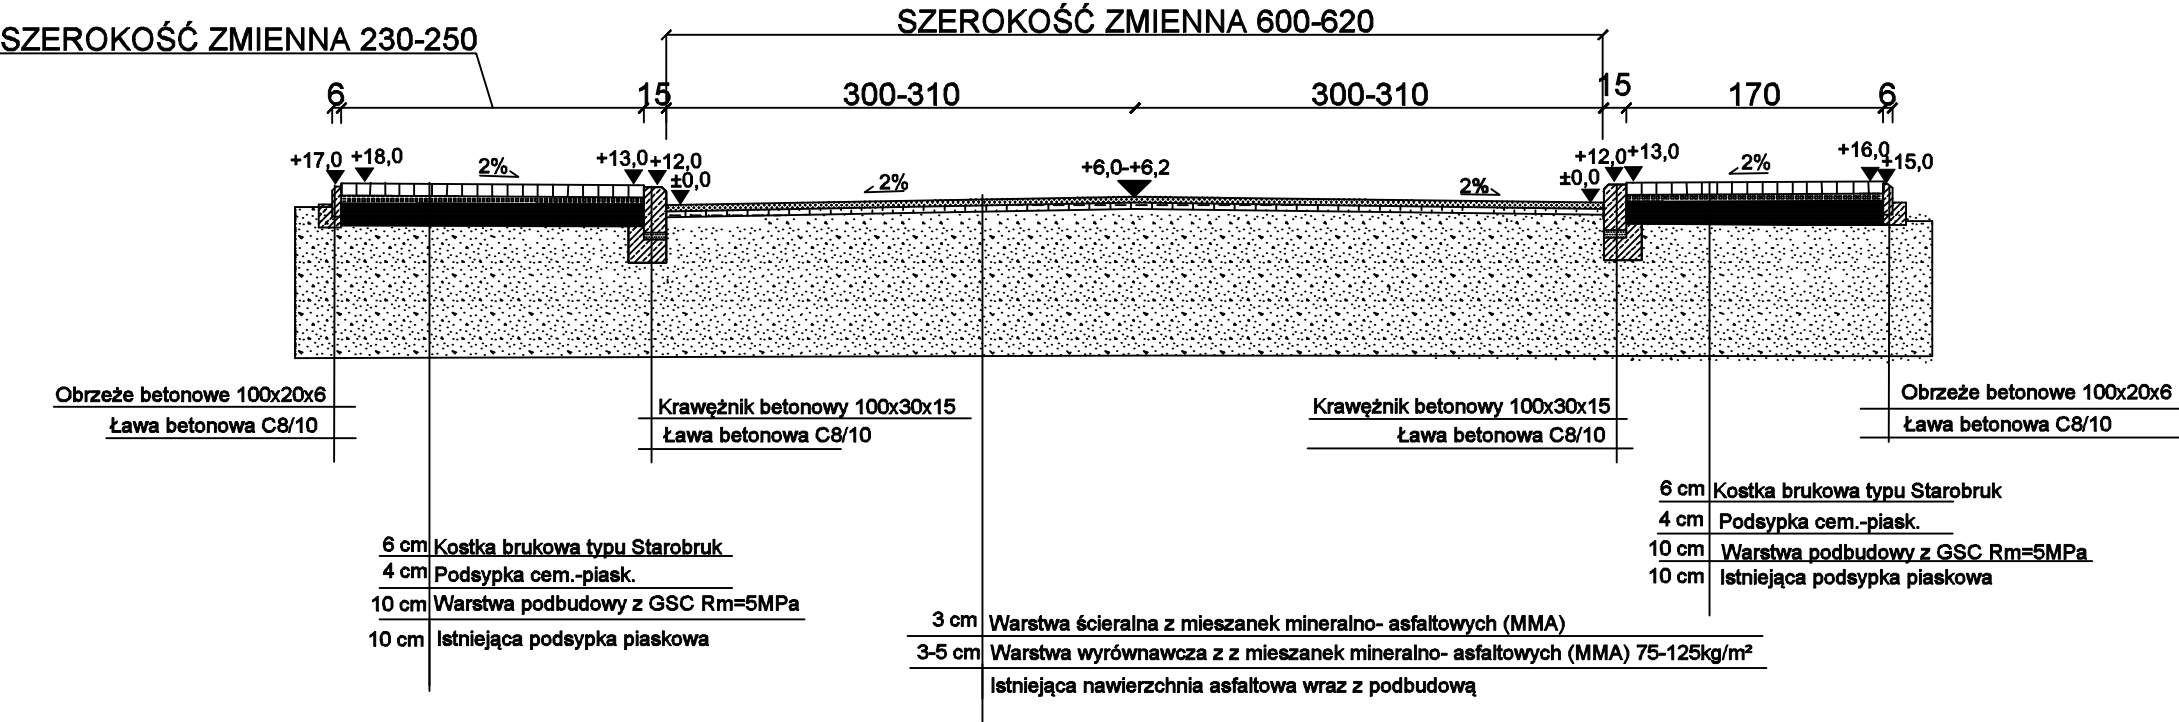 SZEROKOŚĆ ZMIENNA 600-620
SZEROKOŚĆ ZMIENNA 230-250
6 15 300-310 300-310 15 170 6
+17,0 +18,0 2% +13,0 +12,0 ±0,0 2% +6,0-+6,2 2% ±0,0 +12,0 +13,0 2% +16,0 +15,0
Obrzeże betonowe 100x20x6
Ława betonowa C8/10
Krawężnik betonowy 100x30x15
Ława betonowa C8/10
Krawężnik betonowy 100x30x15
Ława betonowa C8/10
Obrzeże betonowe 100x20x6
Ława betonowa C8/10
6 cm Kostka brukowa typu Starobruk
4 cm Podsypka cem.-piask.
10 cm Warstwa podbudowy z GSC Rm=5MPa
10 cm Istniejąca podsypka piaskowa
3 cm Warstwa ścieralna z mieszanek mineralno- asfaltowych (MMA)
3-5 cm Warstwa wyrównawcza z z mieszanek mineralno- asfaltowych (MMA) 75-125kg/m²
Istniejąca nawierzchnia asfaltowa wraz z podbudową
6 cm Kostka brukowa typu Starobruk
4 cm Podsypka cem.-piask.
10 cm Warstwa podbudowy z GSC Rm=5MPa
10 cm Istniejąca podsypka piaskowa